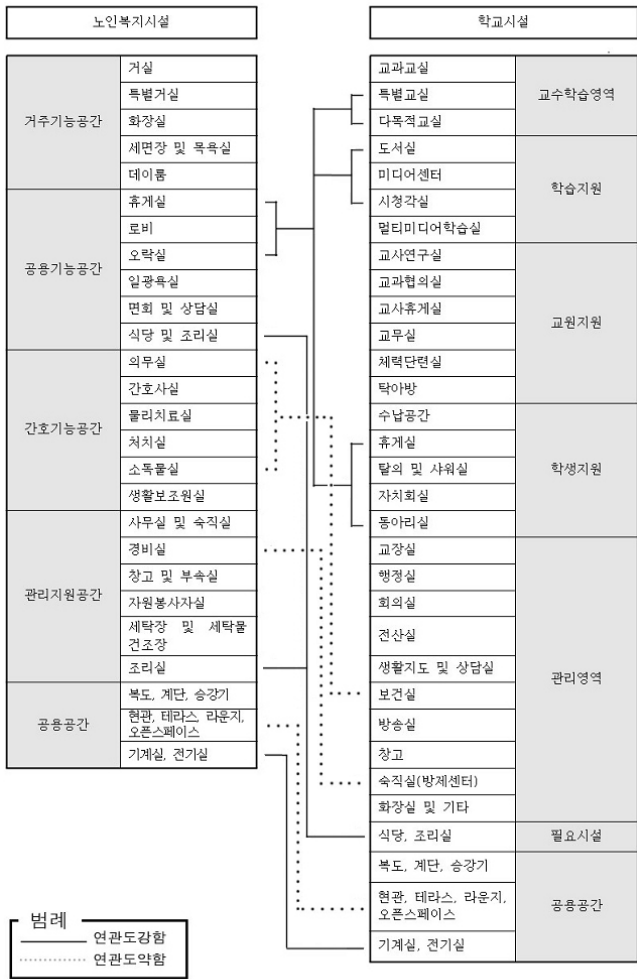 노인복지시설
학교시설
거주기능공간
거실
특별거실
화장실
세면장 및 목욕실
데이룸
공용기능공간
휴게실
로비
오락실
일광욕실
면회 및 상담실
식당 및 조리실
간호기능공간
의무실
간호사실
물리치료실
처치실
소독물실
생활보조원실
관리지원공간
사무실 및 숙직실
경비실
창고 및 부속실
자원봉사자실
세탁장 및 세탁물
건조장
조리실
공용공간
복도, 계단, 승강기
현관, 테라스, 라운지,
오픈스페이스
기계실, 전기실
교과교실
특별교실
다목적교실
교수학습영역
도서실
미디어센터
시청각실
멀티미디어학습실
학습지원
교사연구실
교과협의실
교사휴게실
교무실
체력단련실
탁아방
교원지원
수납공간
휴게실
탈의 및 샤워실
자치회실
동아리실
학생지원
교장실
행정실
회의실
전산실
생활지도 및 상담실
보건실
방송실
창고
숙직실(방제센터)
화장실 및 기타
관리영역
식당, 조리실
필요시설
복도, 계단, 승강기
현관, 테라스, 라운지,
오픈스페이스
기계실, 전기실
공용공간
범례
연관도강함
연관도약함